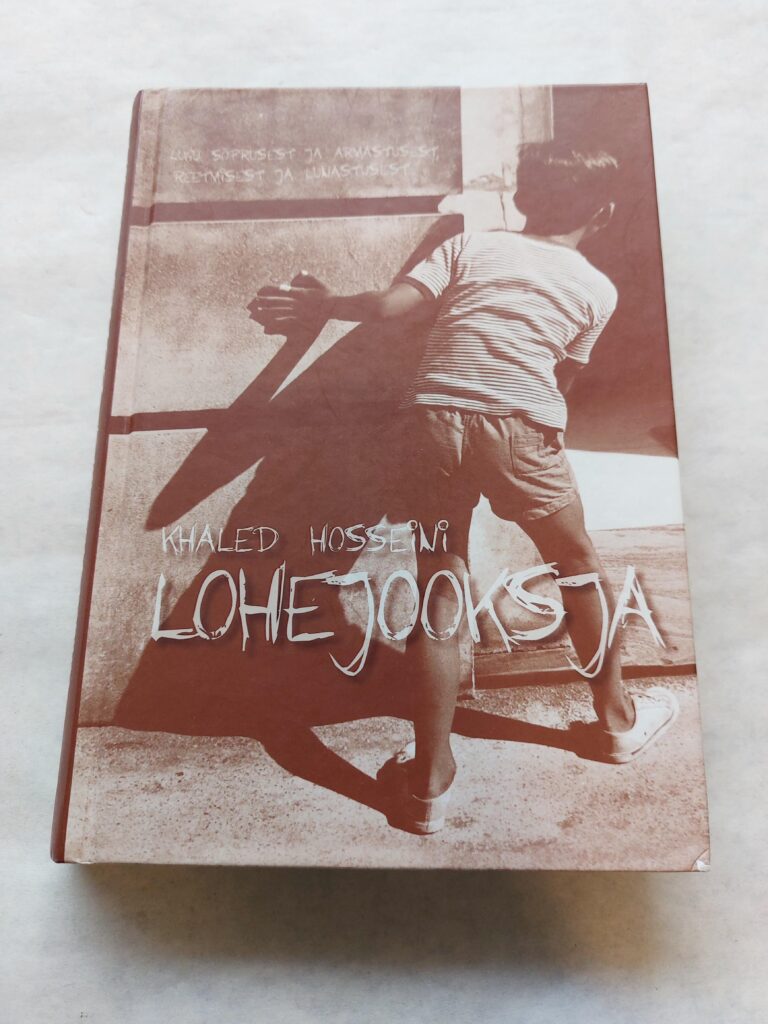 LUGU SÕPRUSEST JA ARMASTUSEST,
REETMISEST JA LUNASTUSEST.
KHALED HOSSEiNi
LOHEJOOKSJA